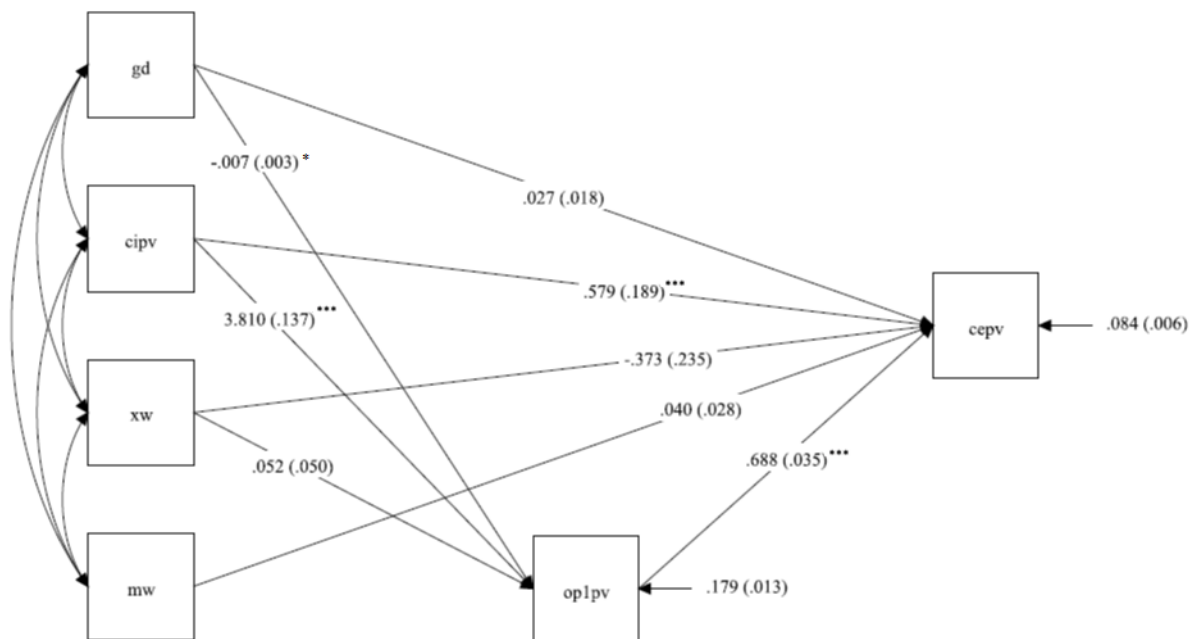 gd
-.007 (.003) *
.027 (.018)
cipv
.579 (.189)***
3.810 (.137)***
cepv
.084 (.006)
-.373 (.235)
xw
.040 (.028)
.052 (.050)
.688 (.035)***
mw
op1pv
.179 (.013)